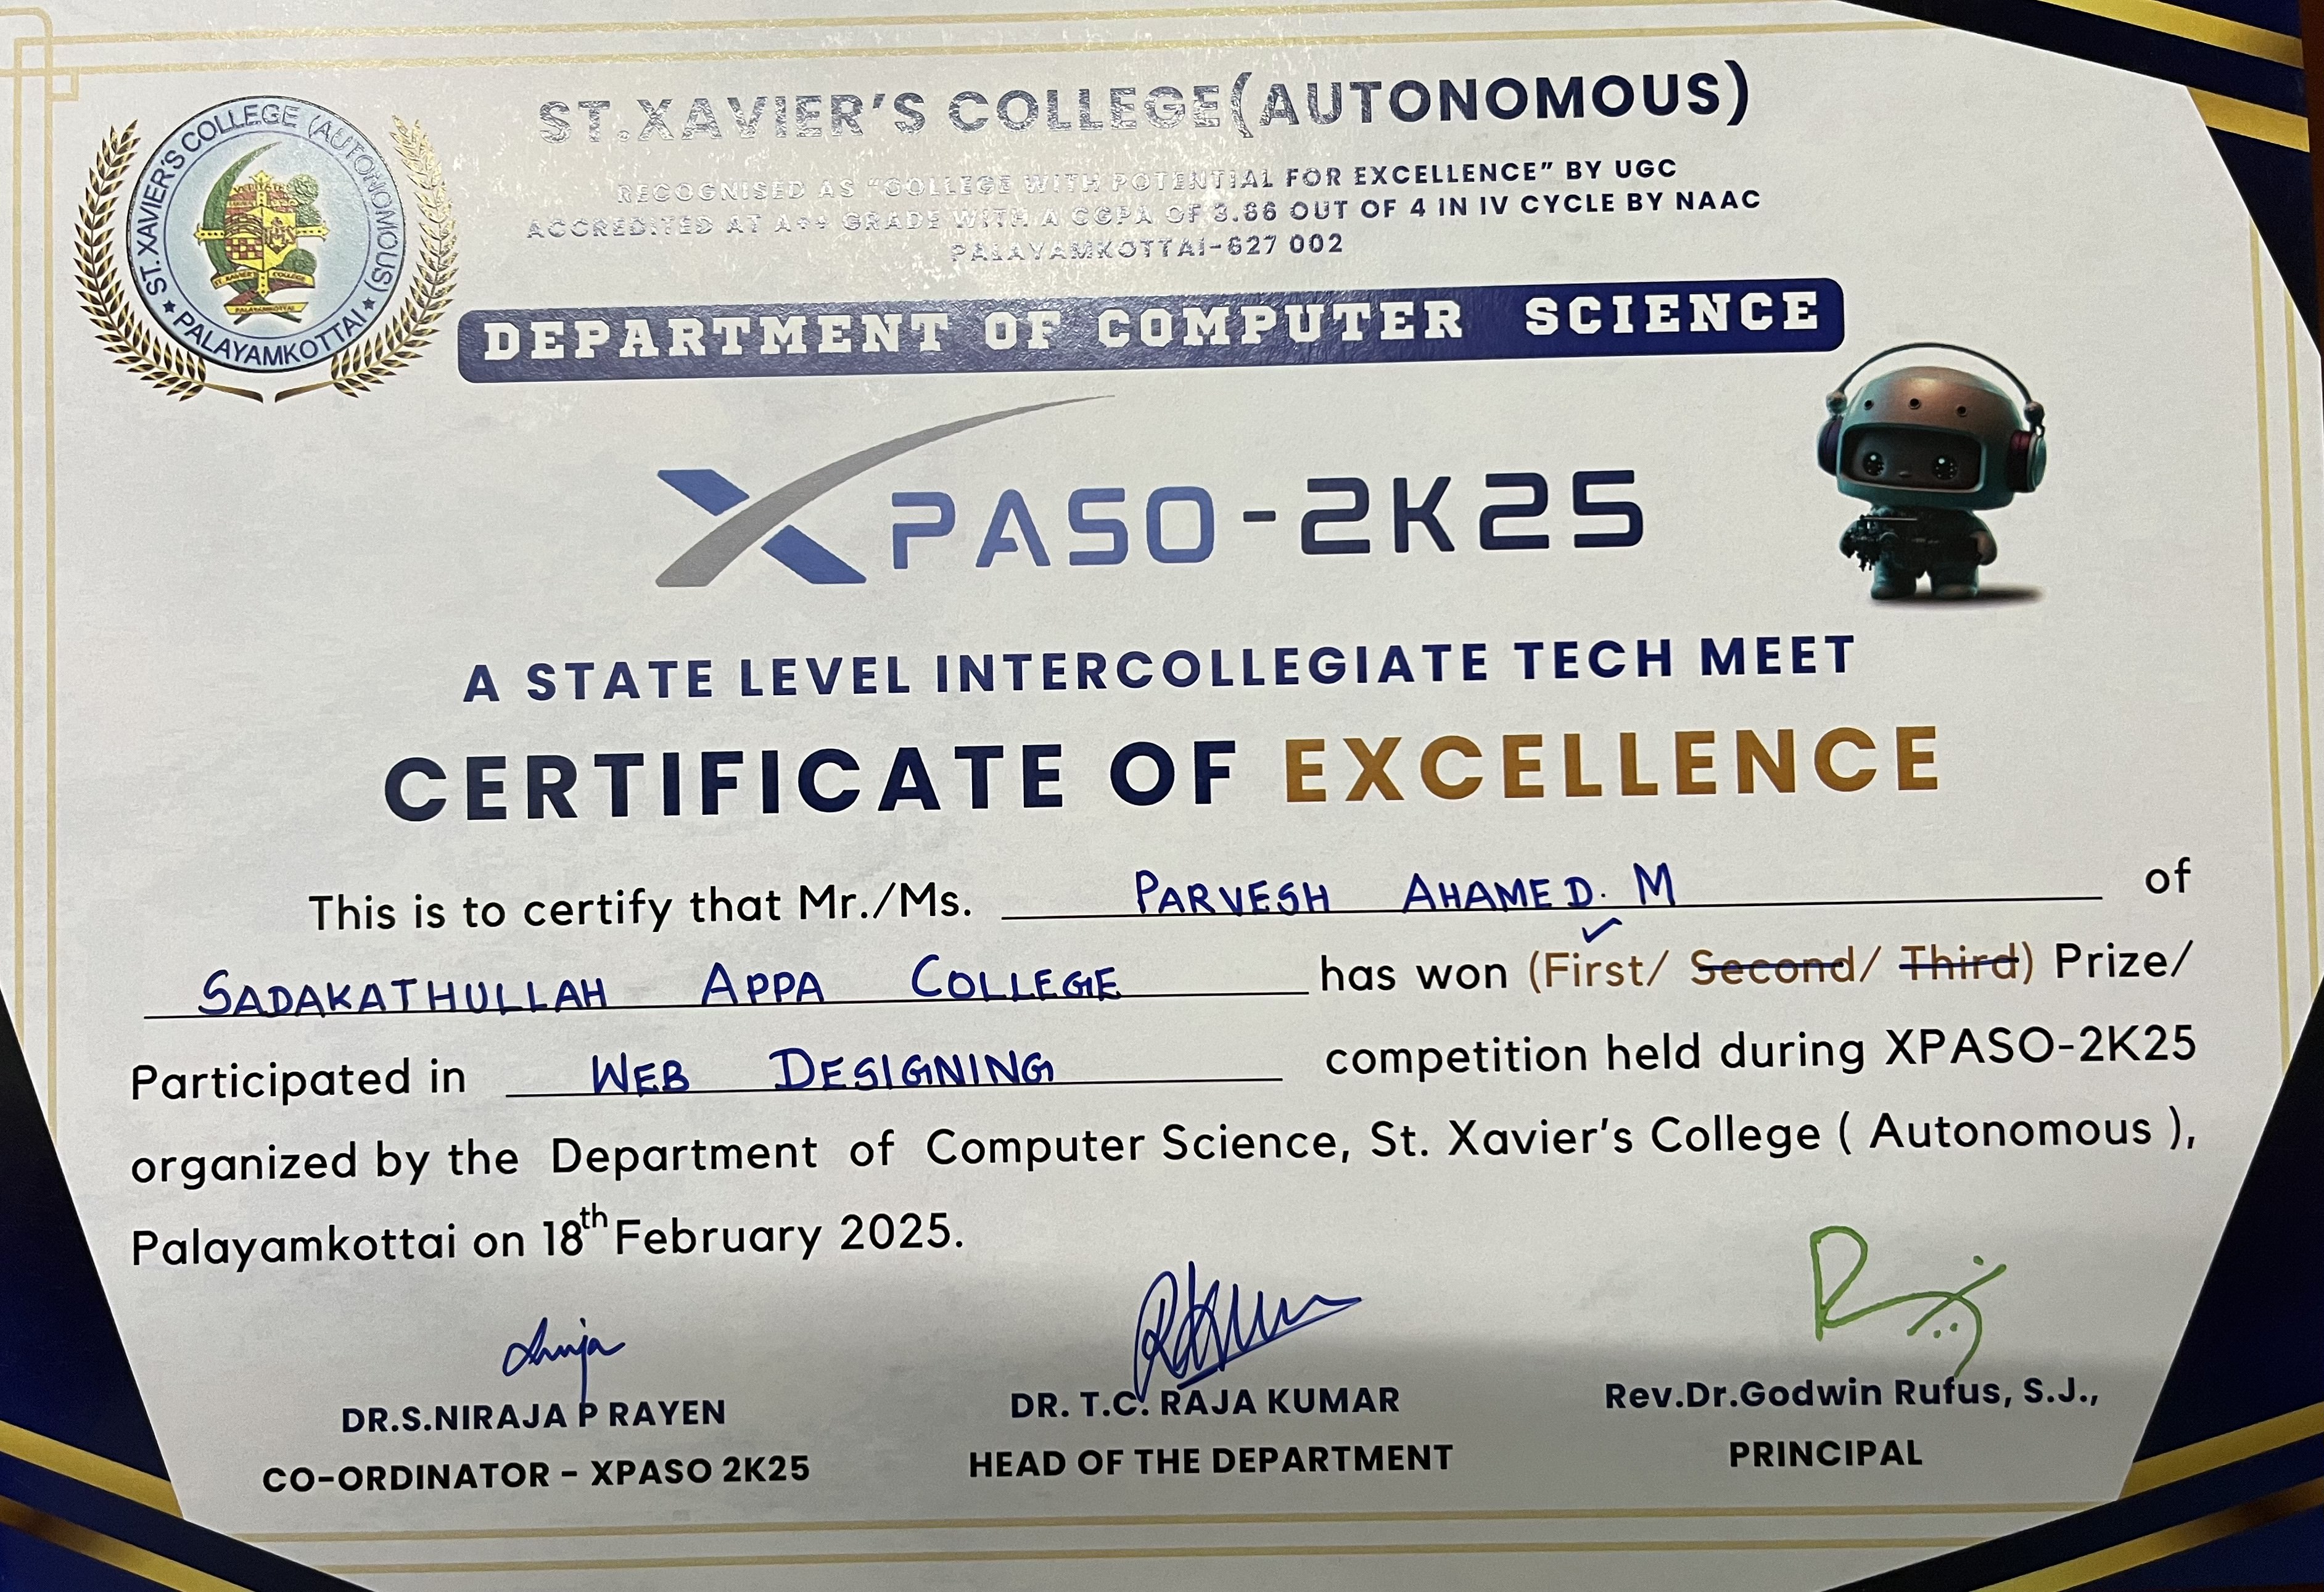 ST.XAVIER'S COLLEGE(AUTONOMOUS)
RECOGNISED AS "COLLEGE WITH POTENTIAL FOR EXCELLENCE" BY UGC
ACCREDITED AT A++ GRADE WITH A CGPA OF 3.66 OUT OF 4 IN IV CYCLE BY NAAC
PALAYAMKOTTAI-627 002
ST.XAVIER'S COLLEGE (AUTONOMOUS)
PALAYAMKOTTAI
ST XAVIER'S COLLEGE
PALAYAMKOTTAI
DEPARTMENT OF COMPUTER SCIENCE
XPASO-2K25
A STATE LEVEL INTERCOLLEGIATE TECH MEET
CERTIFICATE OF EXCELLENCE
This is to certify that Mr./Ms. PARVESH AHAMED. M of
SADAKATHULLAH APPA COLLEGE has won (First/ Second/ Third) Prize/
Participated in WEB DESIGNING competition held during XPASO-2K25
organized by the Department of Computer Science, St. Xavier's College ( Autonomous ),
Palayamkottai on 18th February 2025.
DR.S.NIRAJA P RAYEN
CO-ORDINATOR - XPASO 2K25
DR. T.C. RAJA KUMAR
HEAD OF THE DEPARTMENT
Rev.Dr.Godwin Rufus, S.J.,
PRINCIPAL